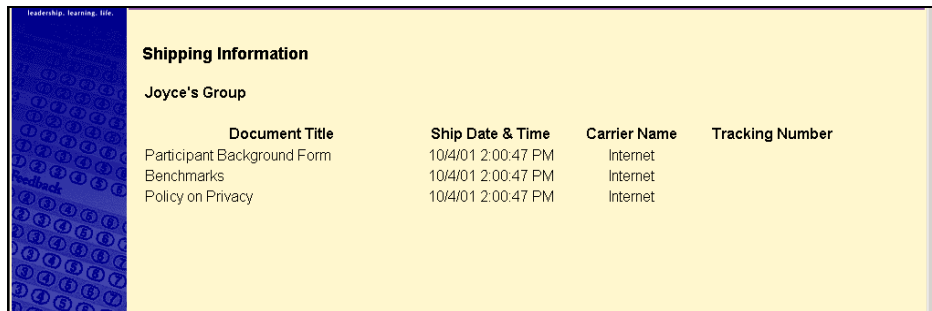 leadership. learning. life.
Shipping Information
Joyce's Group
Document Title Ship Date & Time Carrier Name Tracking Number
Participant Background Form 10/4/01 2:00:47 PM Internet
Benchmarks 10/4/01 2:00:47 PM Internet
Policy on Privacy 10/4/01 2:00:47 PM Internet
Feedback